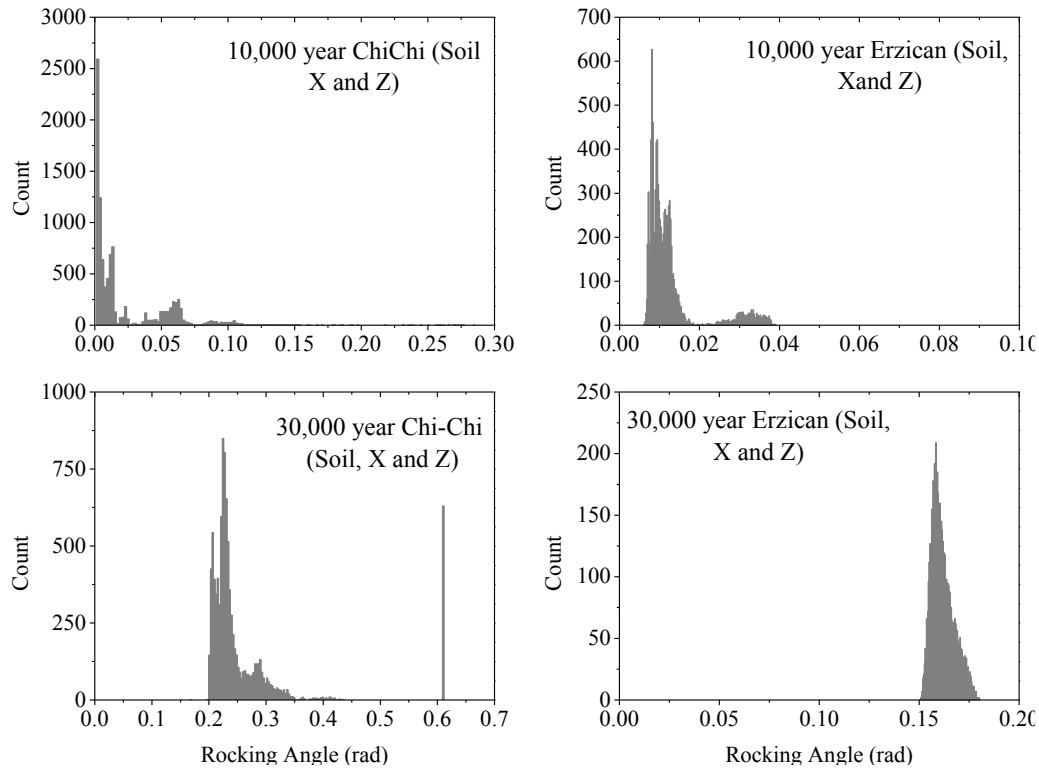 3000
2500
2000
1500
1000
500
0
Count
10,000 year ChiChi (Soil
X and Z)
0.00 0.05 0.10 0.15 0.20 0.25 0.30
700
600
500
400
300
200
100
0
Count
10,000 year Erzican (Soil,
Xand Z)
0.00 0.02 0.04 0.06 0.08 0.10
1000
750
500
250
0
Count
30,000 year Chi-Chi
(Soil, X and Z)
0.0 0.1 0.2 0.3 0.4 0.5 0.6 0.7
Rocking Angle (rad)
250
200
150
100
50
0
Count
30,000 year Erzican (Soil,
X and Z)
0.00 0.05 0.10 0.15 0.20
Rocking Angle (rad)